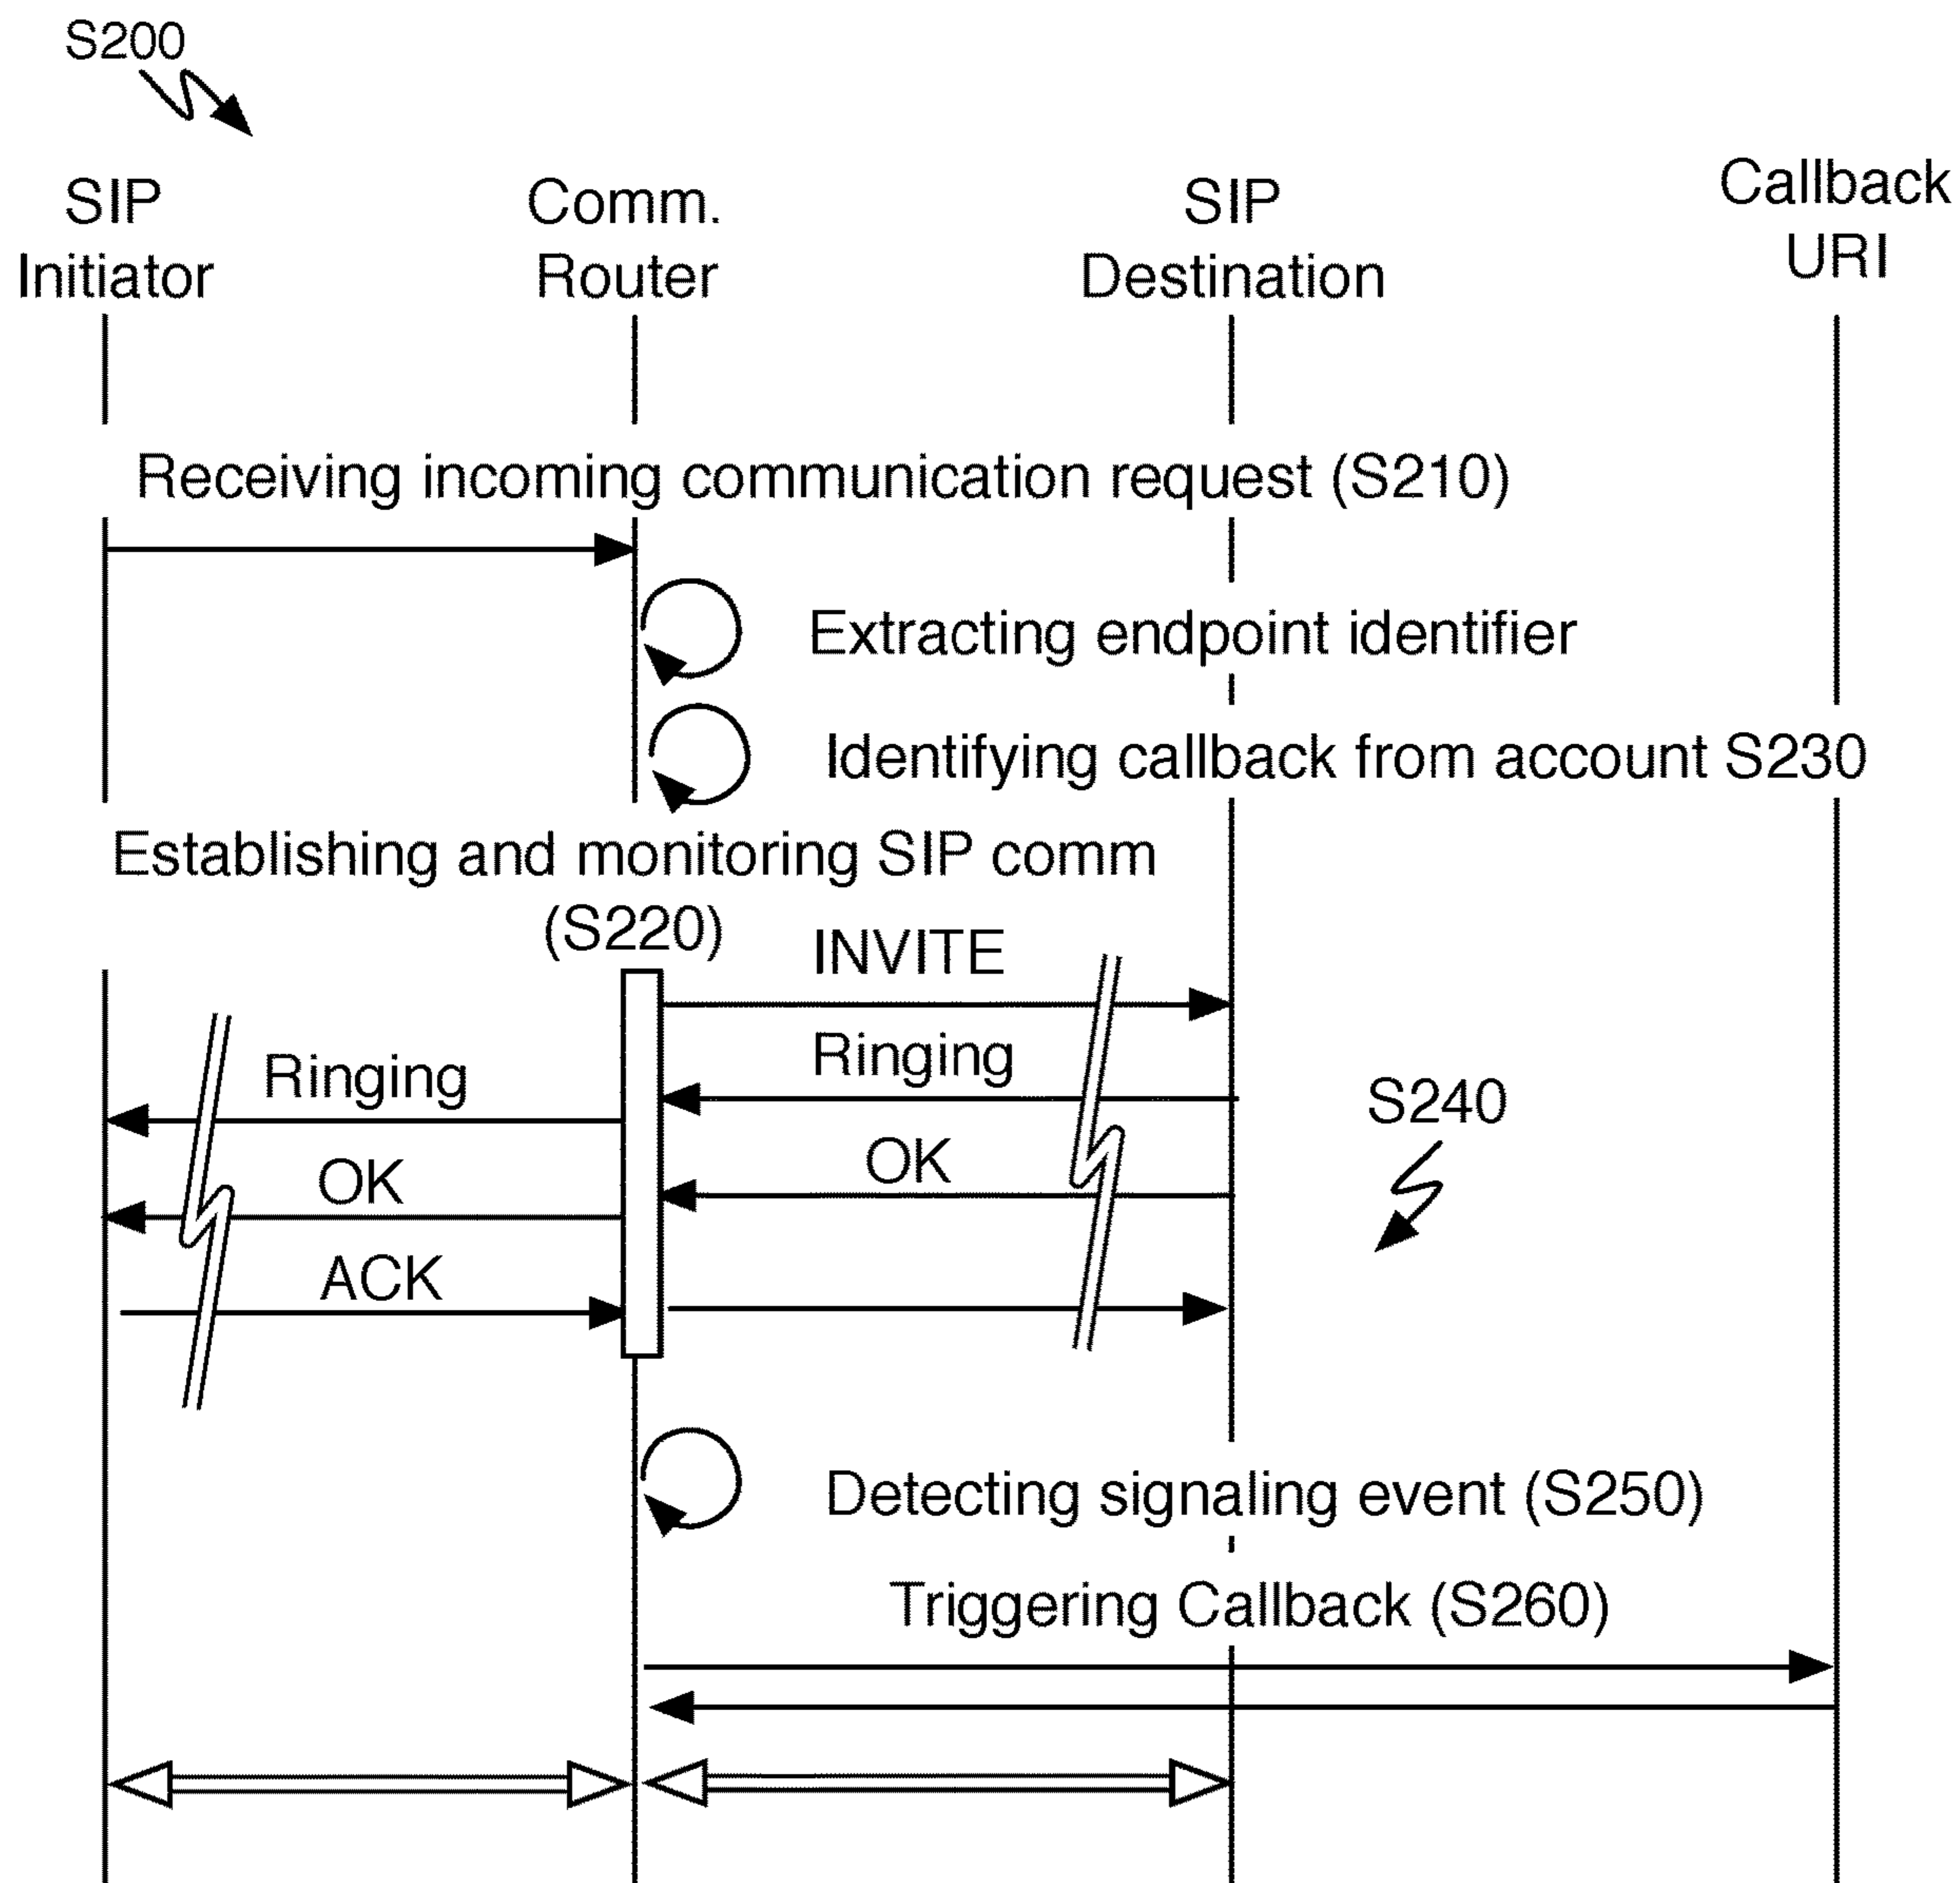 S200
SIP
Initiator
Comm.
Router
SIP
Destination
Callback
URI
Receiving incoming communication request (S210)
Extracting endpoint identifier
Identifying callback from account S230
Establishing and monitoring SIP comm
(S220)
INVITE
Ringing
Ringing
S240
OK
OK
ACK
Detecting signaling event (S250)
Triggering Callback (S260)